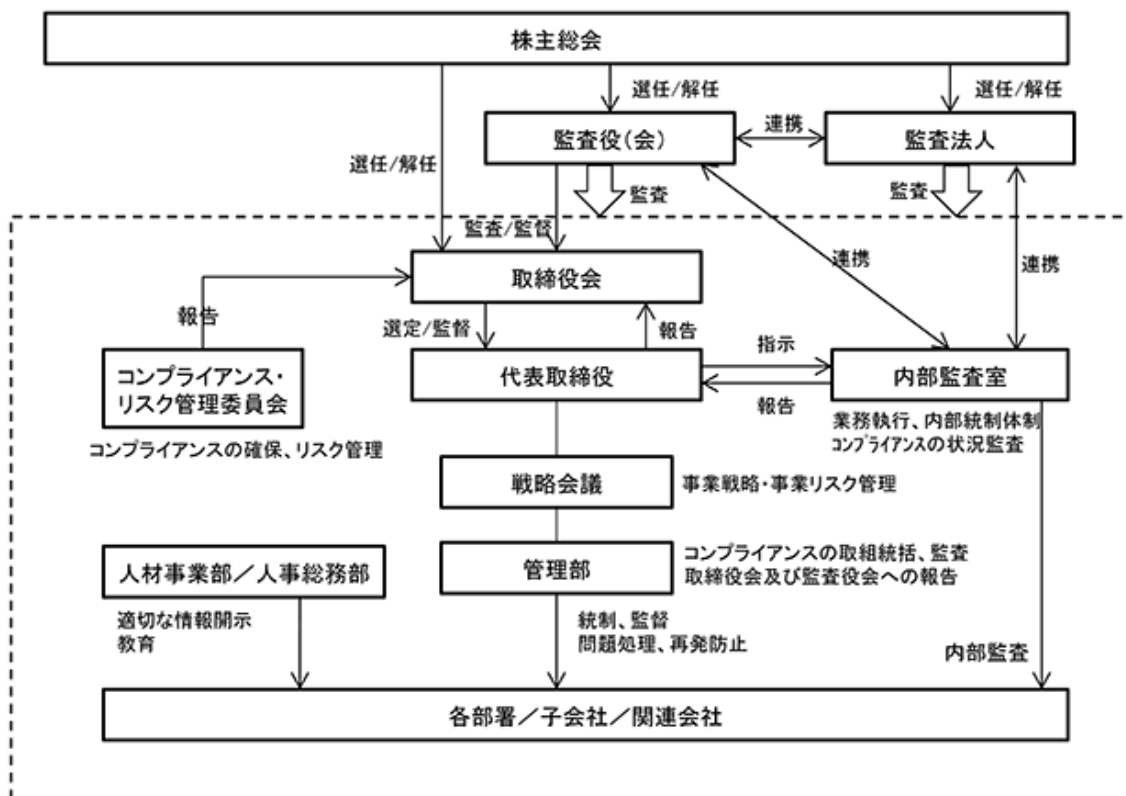 株主総会
選任/解任
選任/解任
監査役(会)
連携
監査法人
選任/解任
監査
監査
監査/監督
連携
連携
取締役会
報告
選定/監督
報告
指示
コンプライアンス・
リスク管理委員会
代表取締役
内部監査室
報告
コンプライアンスの確保、リスク管理
業務執行、内部統制体制
コンプライアンスの状況監査
戦略会議
事業戦略・事業リスク管理
人材事業部／人事総務部
管理部
コンプライアンスの取組統括、監査
取締役会及び監査役会への報告
適切な情報開示
教育
統制、監督
問題処理、再発防止
内部監査
各部署／子会社／関連会社